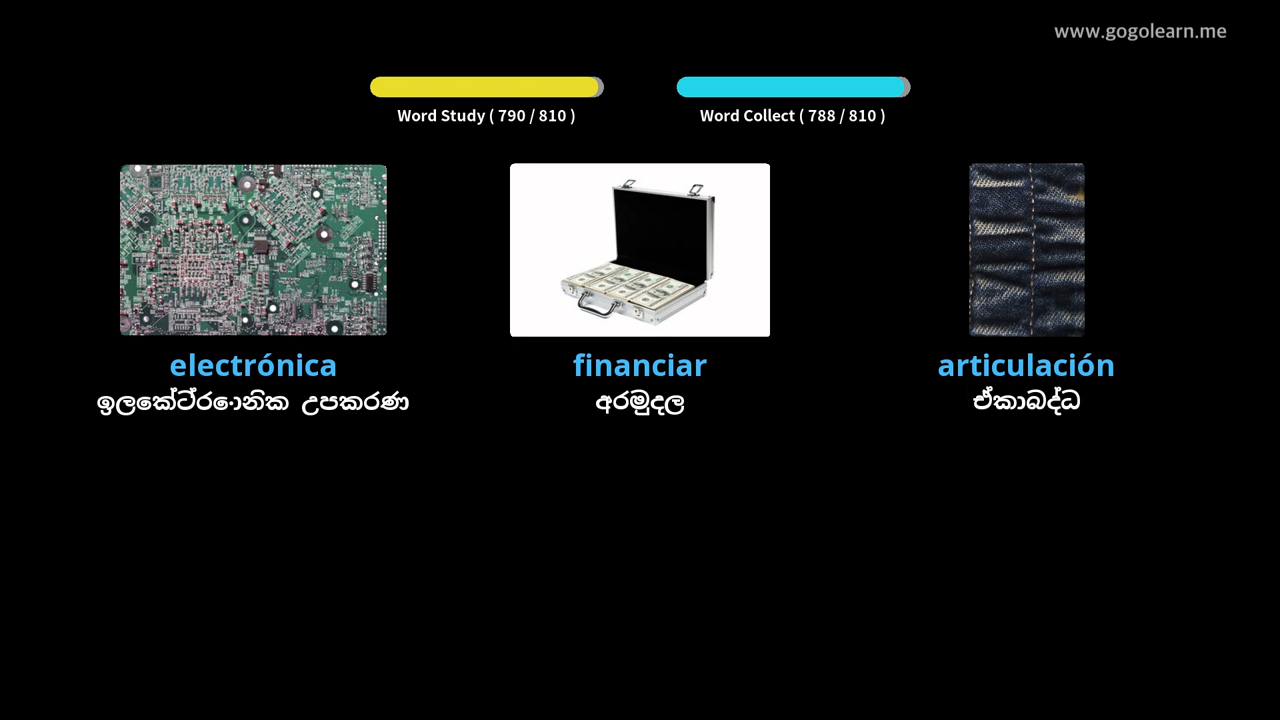 www.gogolearn.me
Word Study ( 790 / 810 )
Word Collect ( 788 / 810 )
electrónica
ඉලකේට්‍රොනික උපකරණ
financiar
අරමුදල
articulación
ඒකාබද්ධ